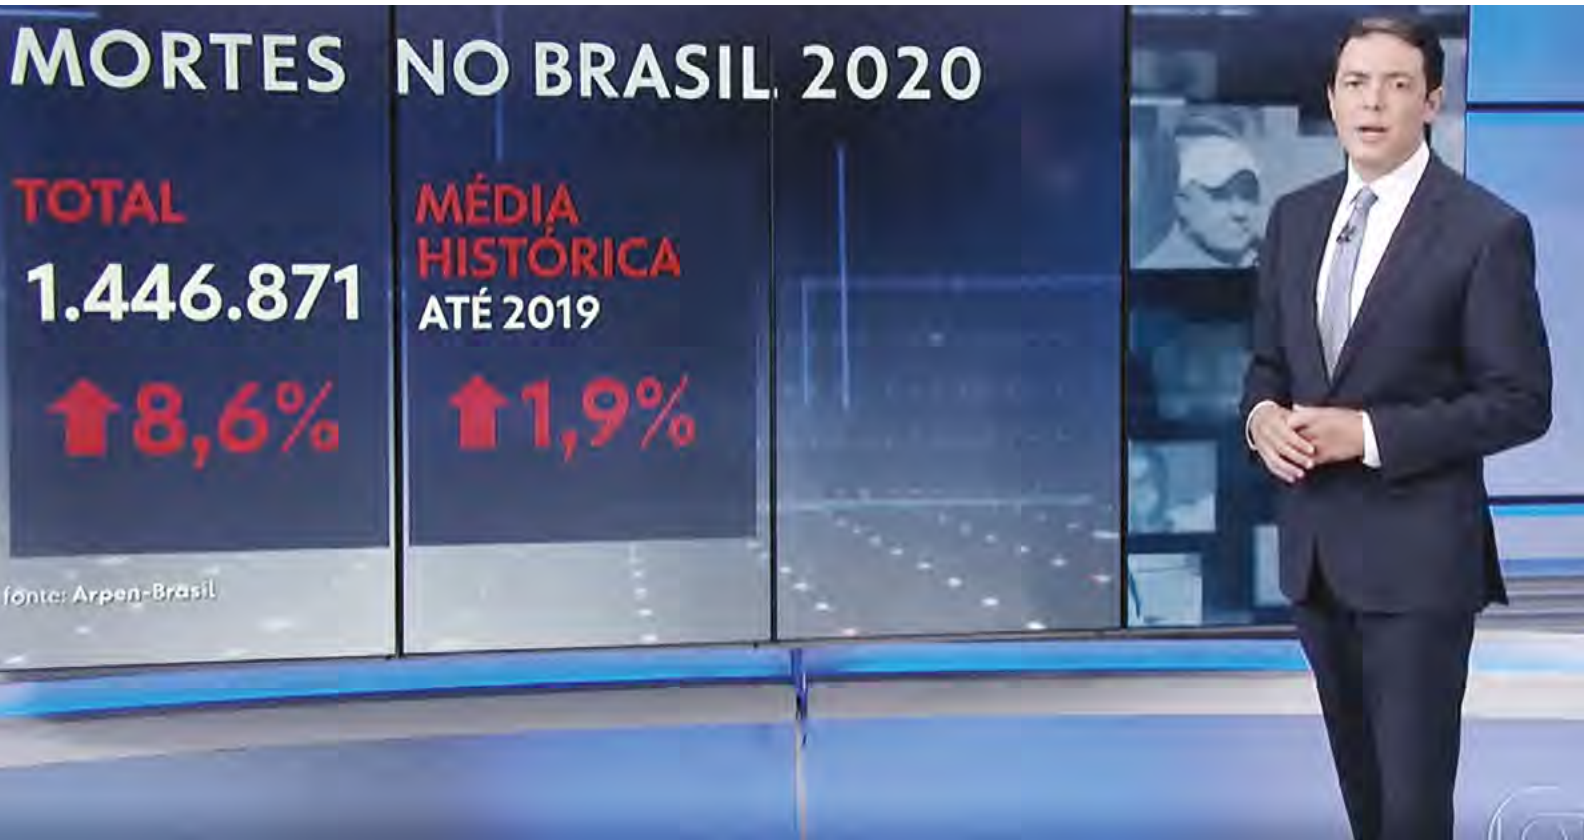 MORTES NO BRASIL 2020
TOTAL
1.446.871
8,6%
MÉDIA
HISTÓRICA
ATÉ 2019
1,9%
fonte: Arpen-Brasil